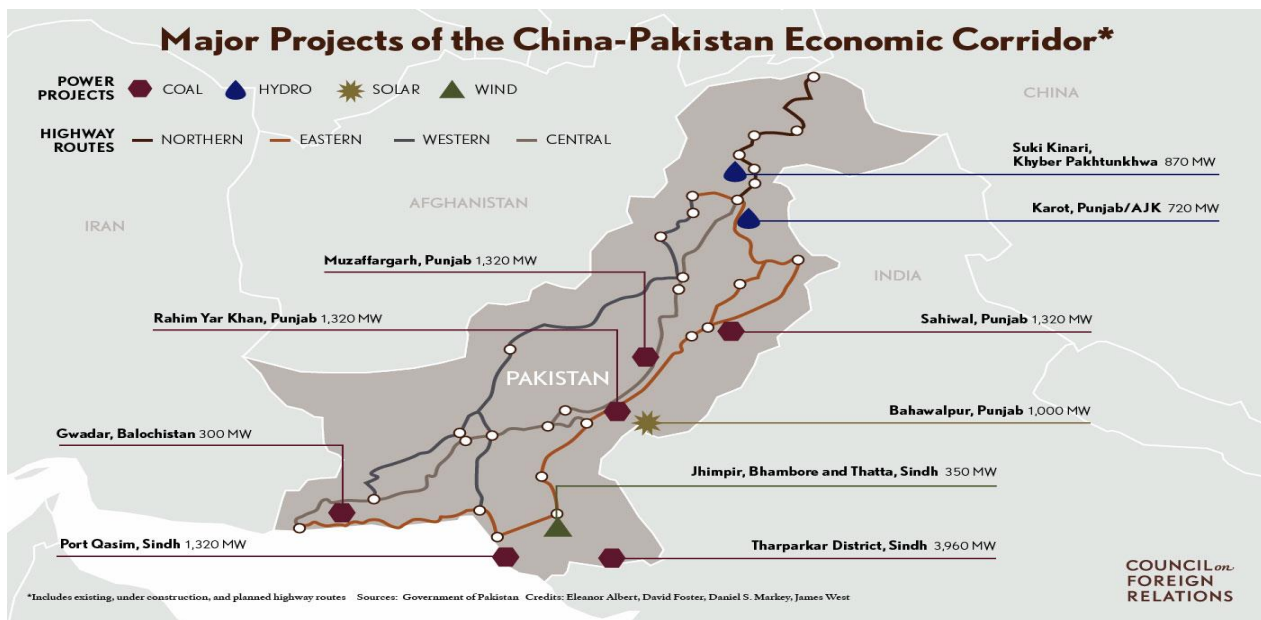 Major Projects of the China-Pakistan Economic Corridor*
POWER
PROJECTS
COAL
HYDRO
SOLAR
WIND
HIGHWAY
ROUTES
NORTHERN
EASTERN
WESTERN
CENTRAL
CHINA
Suki Kinari,
Khyber Pakhtunkhwa 870 MW
AFGHANISTAN
Karot, Punjab/AJK 720 MW
IRAN
Muzaffargarh, Punjab 1,320 MW
INDIA
Rahim Yar Khan, Punjab 1,320 MW
Sahiwal, Punjab 1,320 MW
PAKISTAN
Bahawalpur, Punjab 1,000 MW
Gwadar, Balochistan 300 MW
Jhimpir, Bhambore and Thatta, Sindh 350 MW
Port Qasim, Sindh 1,320 MW
Tharparkar District, Sindh 3,960 MW
COUNCIL on
FOREIGN
RELATIONS
*Includes existing, under construction, and planned highway routes Sources: Government of Pakistan Credits: Eleanor Albert, David Foster, Daniel S. Markey, James West